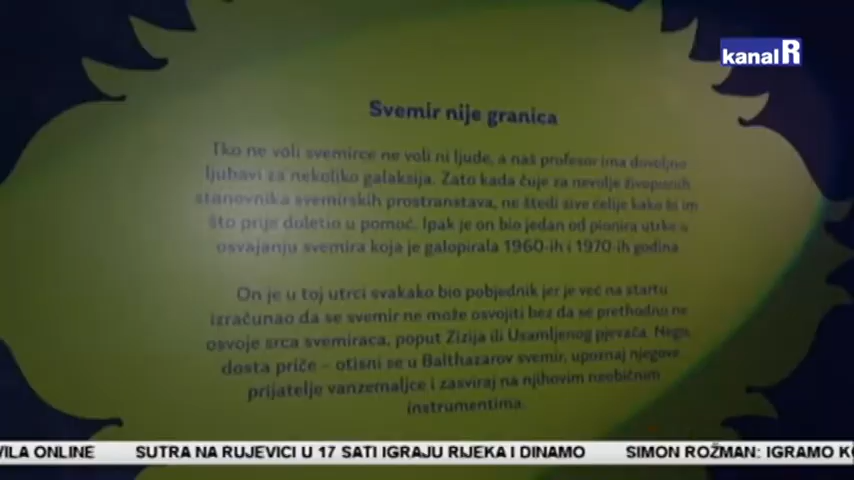 kanalR
Svemir nije granica
Tko ne voli svemirce ne voli ni ljude, a naš profesor ima dovoljno
ljubavi za nekoliko galaksija. Zato kada čuje za nevolje živopisnih
stanovnika svemirskih prostranstava, ne štedi sive ćelije kako bi im
što prije doletio u pomoć. Ipak je on bio jedan od pionira utrke u
osvajanju svemira koja je galopirala 1960-ih i 1970-ih godina
On je u toj utrci svakako bio pobjednik jer je već na startu
izračunao da se svemir ne može osvojiti bez da se prethodno ne
osvoje srca svemiraca, poput Zizija ili Usamljenog pjevača. Nego,
dosta priče – otisni se u Balthazarov svemir, upoznaj njegove
prijatelje vanzemaljce i zasviraj na njihovim neobičnim
instrumentima.
VILA ONLINE SUTRA NA RUJEVICI U 17 SATI IGRAJU RIJEKA I DINAMO SIMON ROŽMAN: IGRAMO KO